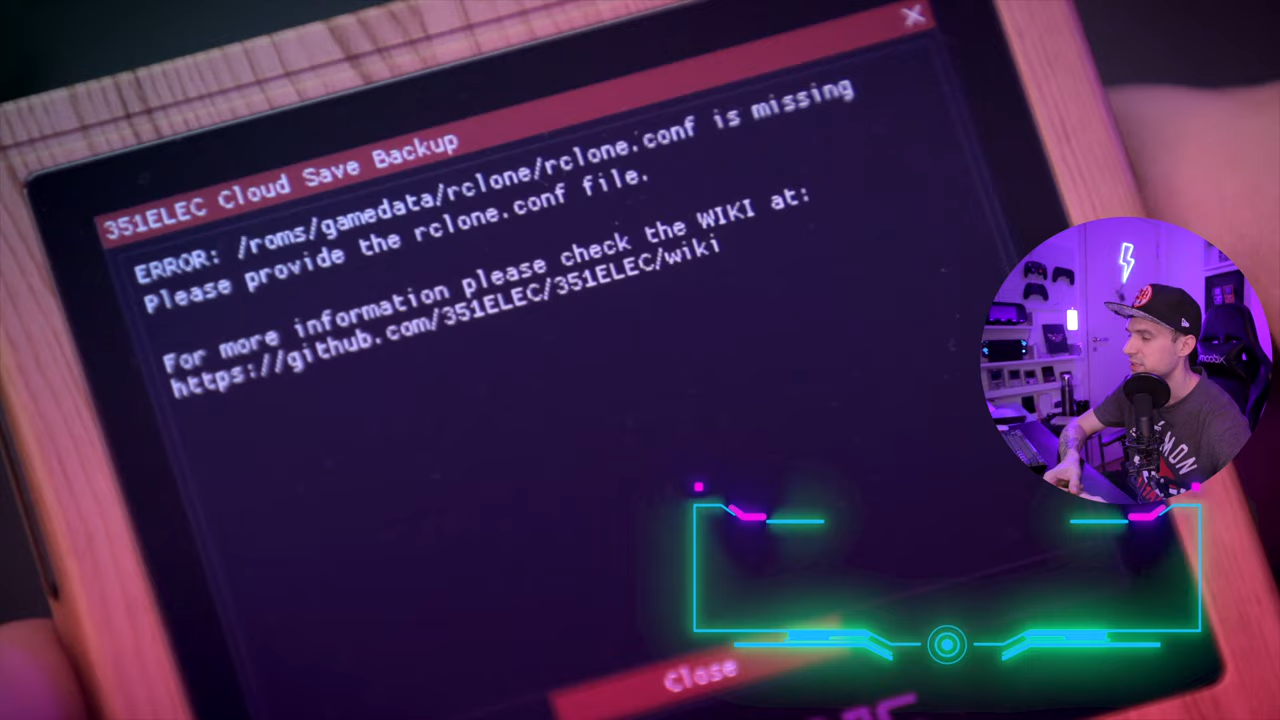 351ELEC Cloud Save Backup
ERROR: /roms/gamedata/rclone/rclone.conf is missing
Please provide the rclone.conf file.
For more information please check the WIKI at:
https://github.com/351ELEC/351ELEC/wiki
Close